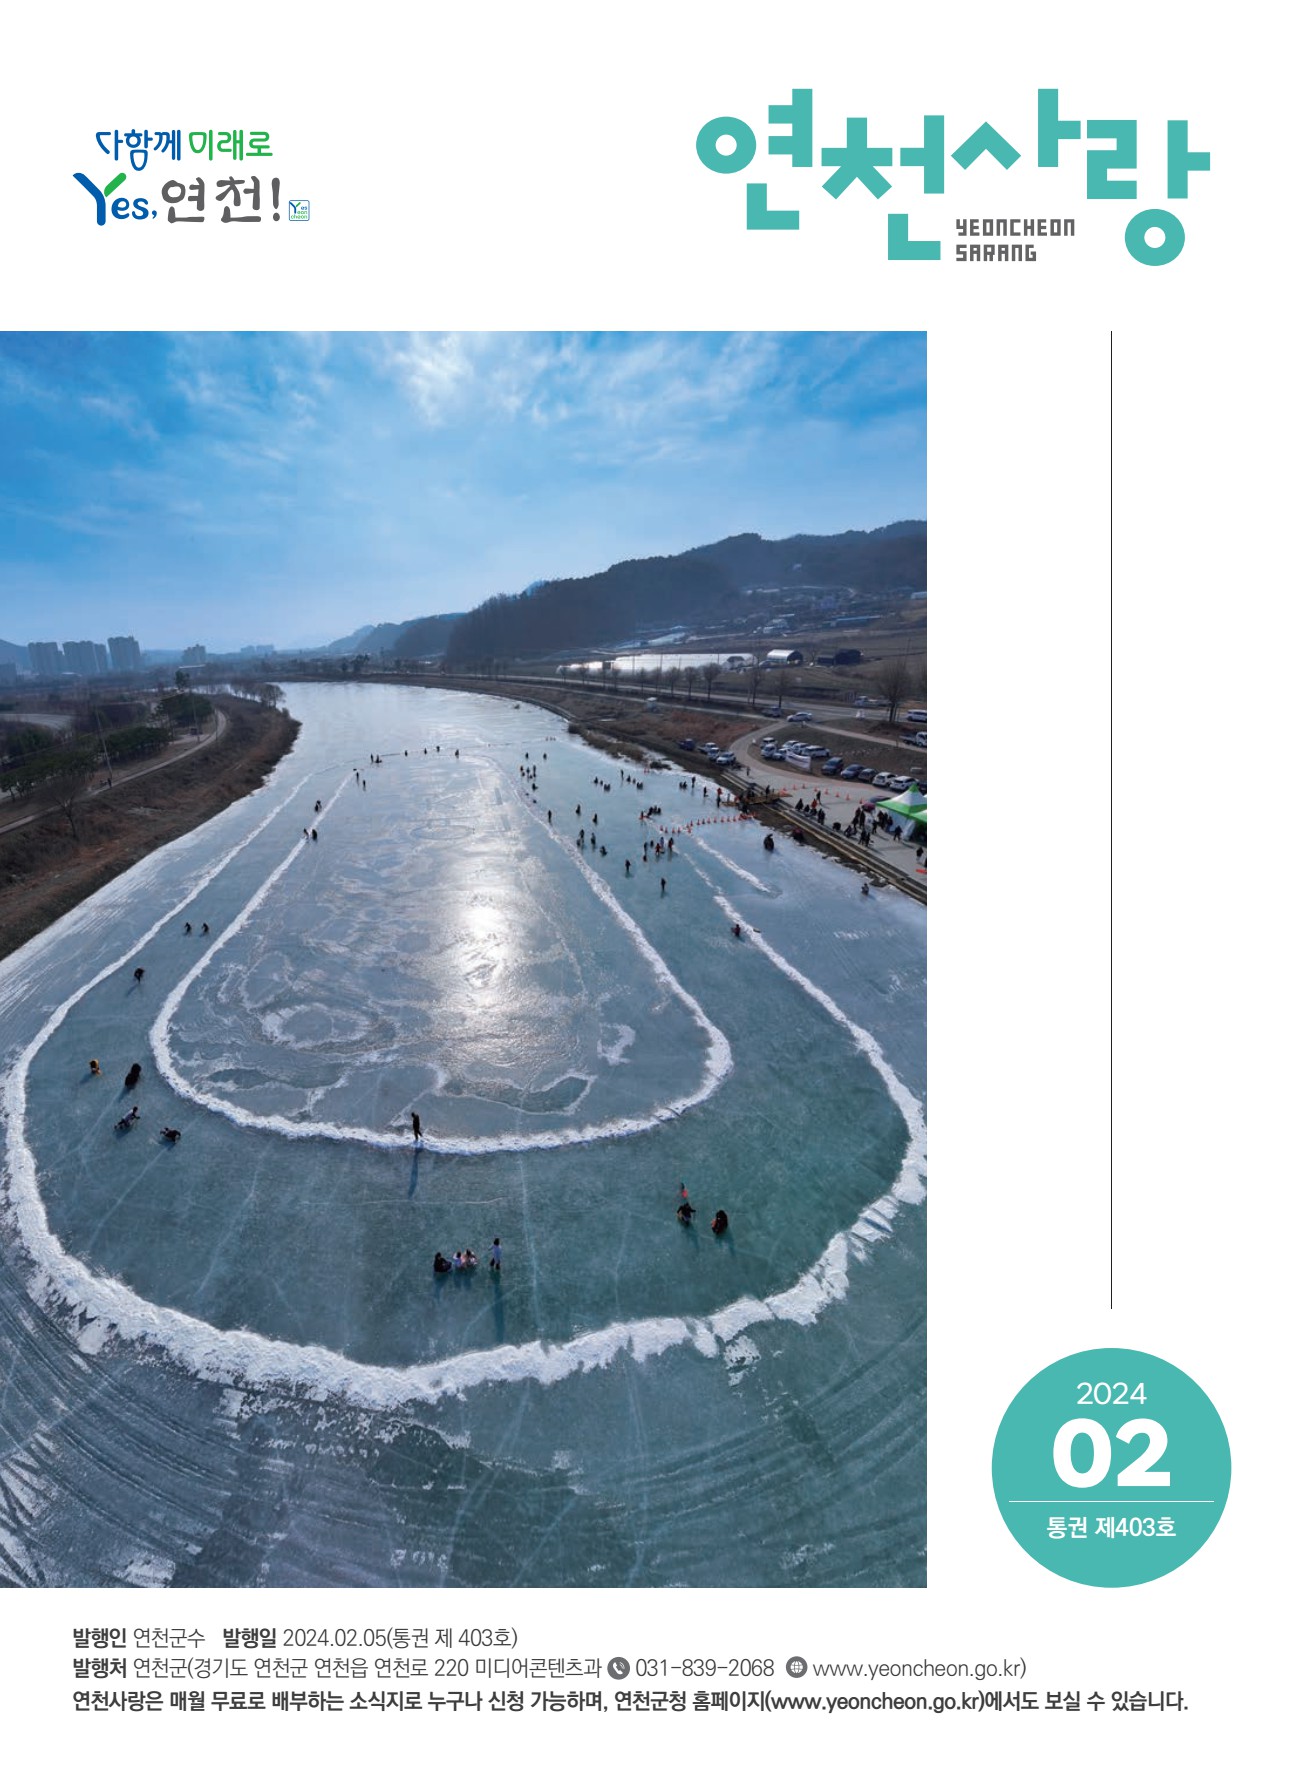 다함께 미래로
Yes, 연천!
Yes
Yeon
cheon
연천사랑
YEONCHEON
SARANG
2024
02
통권 제403호
발행인 연천군수 발행일 2024.02.05(통권 제 403호)
발행처 연천군(경기도 연천군 연천읍 연천로 220 미디어콘텐츠과 031-839-2068 www.yeoncheon.go.kr)
연천사랑은 매월 무료로 배부하는 소식지로 누구나 신청 가능하며, 연천군청 홈페이지(www.yeoncheon.go.kr)에서도 보실 수 있습니다.